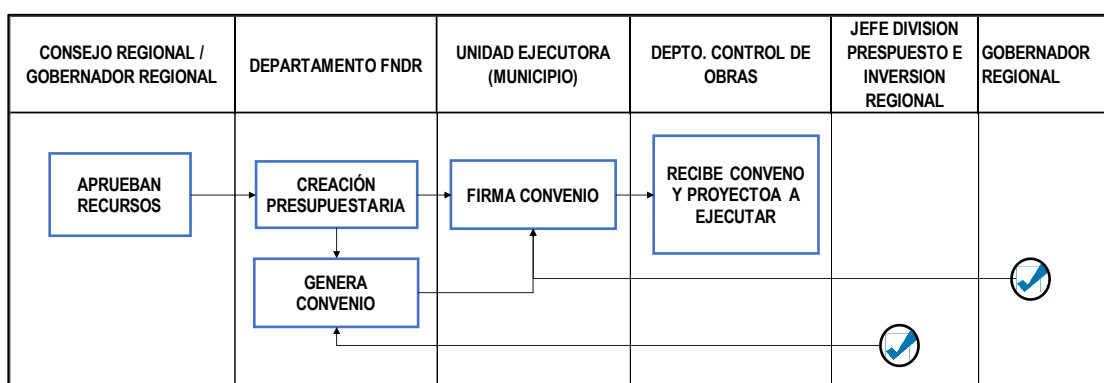 CONSEJO REGIONAL /
GOBERNADOR REGIONAL
DEPARTAMENTO FNDR
UNIDAD EJECUTORA
(MUNICIPIO)
DEPTO. CONTROL DE
OBRAS
JEFE DIVISION
PRESPUESTO E
INVERSION
REGIONAL
GOBERNADOR
REGIONAL
APRUEBAN
RECURSOS
CREACIÓN
PRESUPUESTARIA
FIRMA CONVENIO
RECIBE CONVENO
Y PROYECTOA A
EJECUTAR
GENERA
CONVENIO